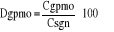 Dgpmo = Cgpmo / Csgn 100